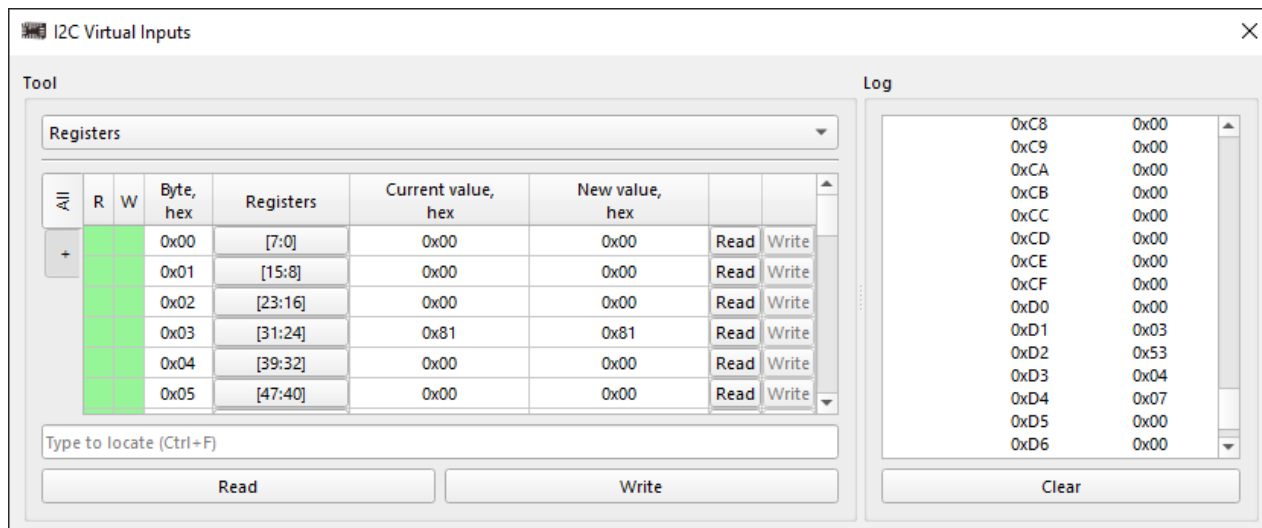 I2C Virtual Inputs
Tool
Registers
All
+
R W Byte, hex Registers Current value, hex New value, hex
0x00 [7:0] 0x00 0x00 Read Write
0x01 [15:8] 0x00 0x00 Read Write
0x02 [23:16] 0x00 0x00 Read Write
0x03 [31:24] 0x81 0x81 Read Write
0x04 [39:32] 0x00 0x00 Read Write
0x05 [47:40] 0x00 0x00 Read Write
Type to locate (Ctrl+F)
Read Write
Log
0xC8 0x00
0xC9 0x00
0xCA 0x00
0xCB 0x00
0xCC 0x00
0xCD 0x00
0xCE 0x00
0xCF 0x00
0xD0 0x00
0xD1 0x03
0xD2 0x53
0xD3 0x04
0xD4 0x07
0xD5 0x00
0xD6 0x00
Clear